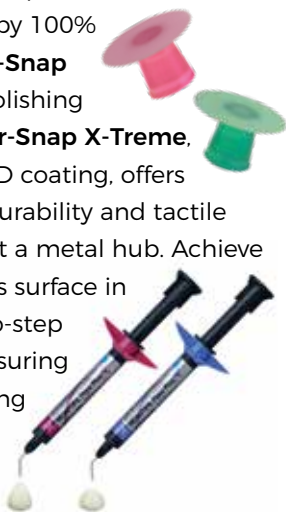 by 100%
-Snap
olishing
r-Snap X-Treme,
D coating, offers
urability and tactile
t a metal hub. Achieve
s surface in
o-step
suring
ng